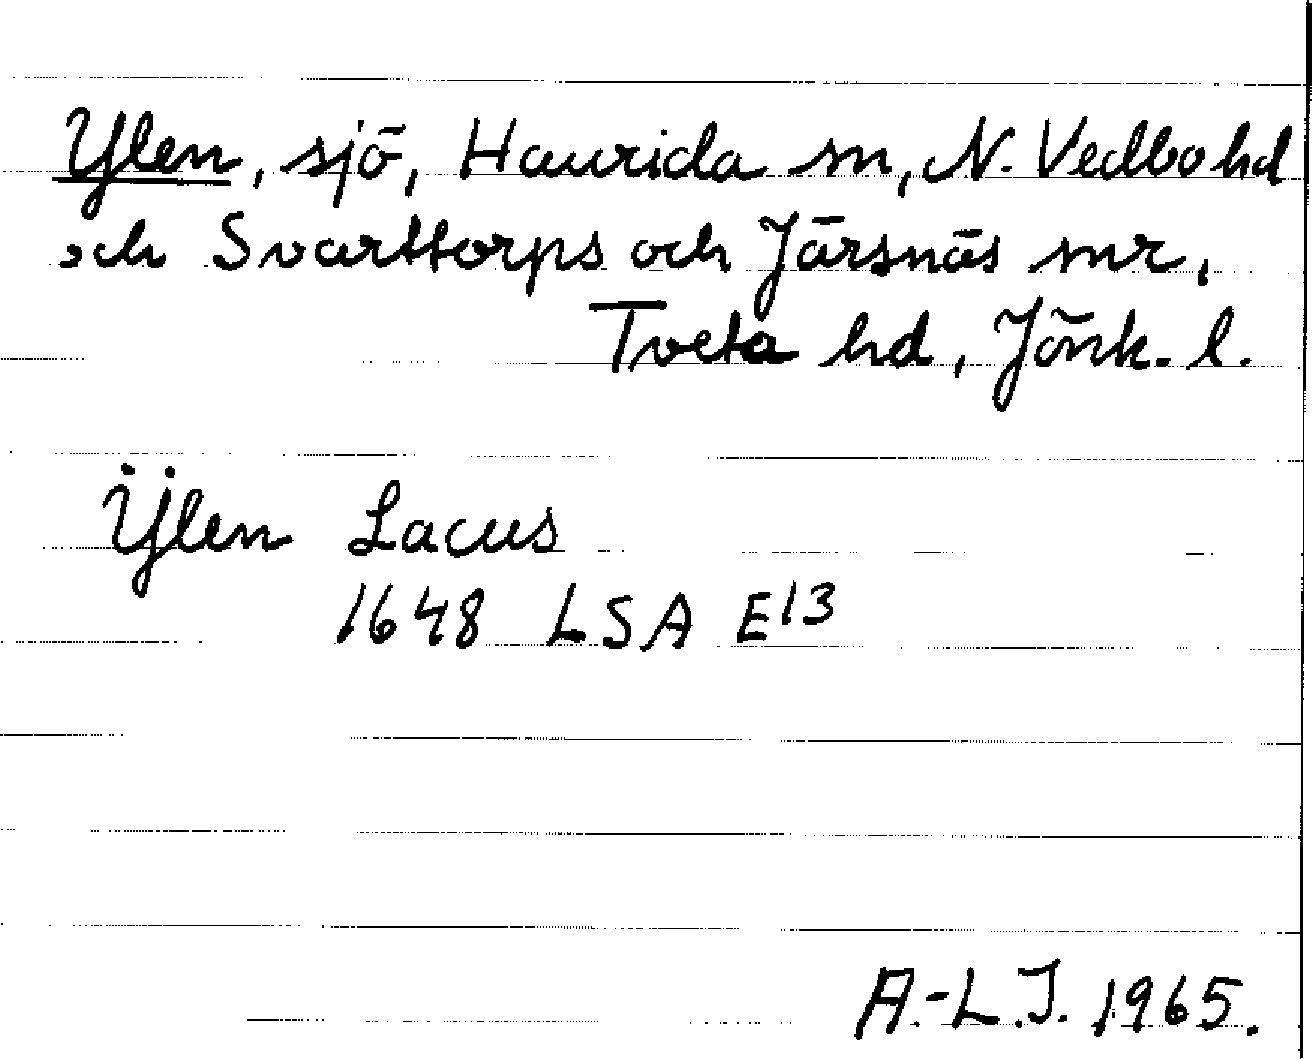 Ylen, sjö, Haurida sn, N. Vedbo hd
och Svarttorps och Järsnäs snr,
Tveta hd, Jönk. l.
Ÿlen Lacus
1648 LSA E13
A.-L.J. 1965.